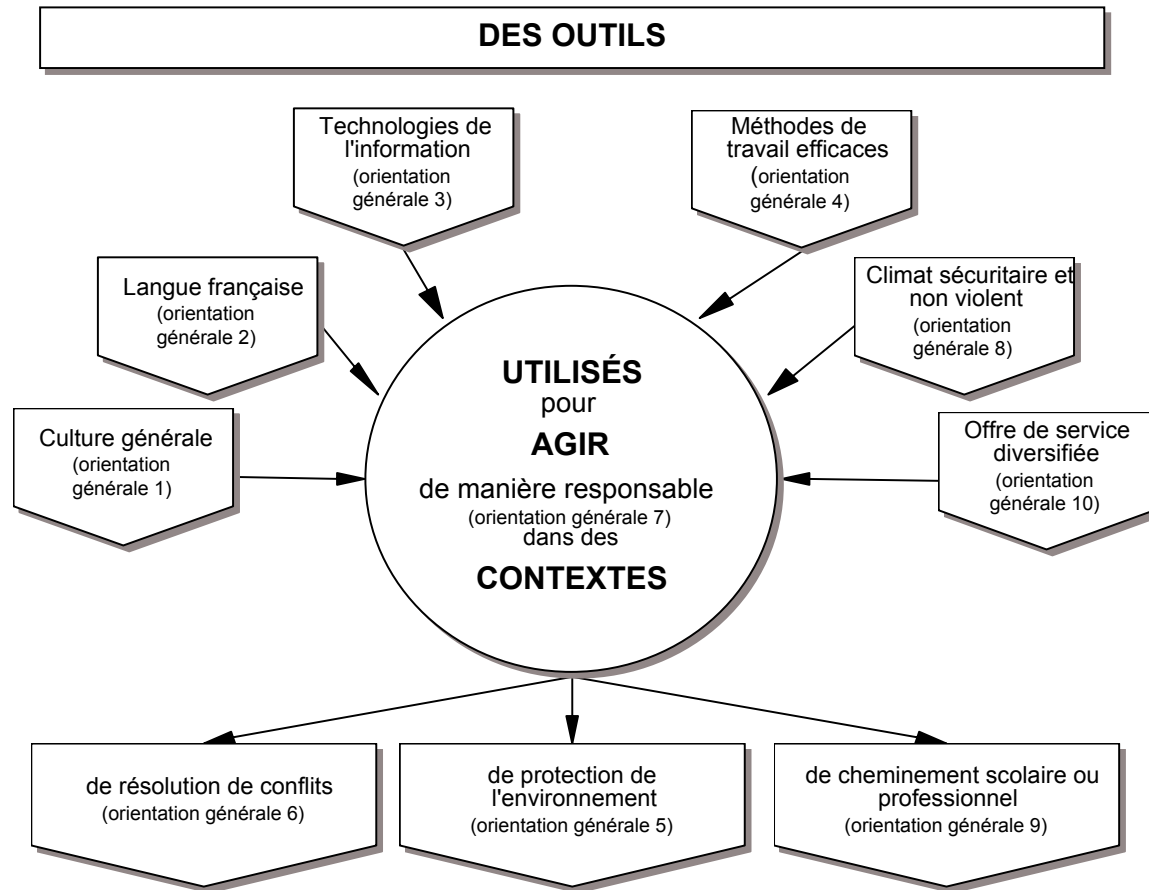 DES OUTILS
Technologies de
l'information
(orientation
générale 3)
Méthodes de
travail efficaces
(orientation
générale 4)
Langue française
(orientation
générale 2)
Climat sécuritaire et
non violent
(orientation
générale 8)
Culture générale
(orientation
générale 1)
Offre de service
diversifiée
(orientation
générale 10)
UTILISÉS
pour
AGIR
de manière responsable
(orientation générale 7)
dans des
CONTEXTES
de résolution de conflits
(orientation générale 6)
de protection de
l'environnement
(orientation générale 5)
de cheminement scolaire ou
professionnel
(orientation générale 9)